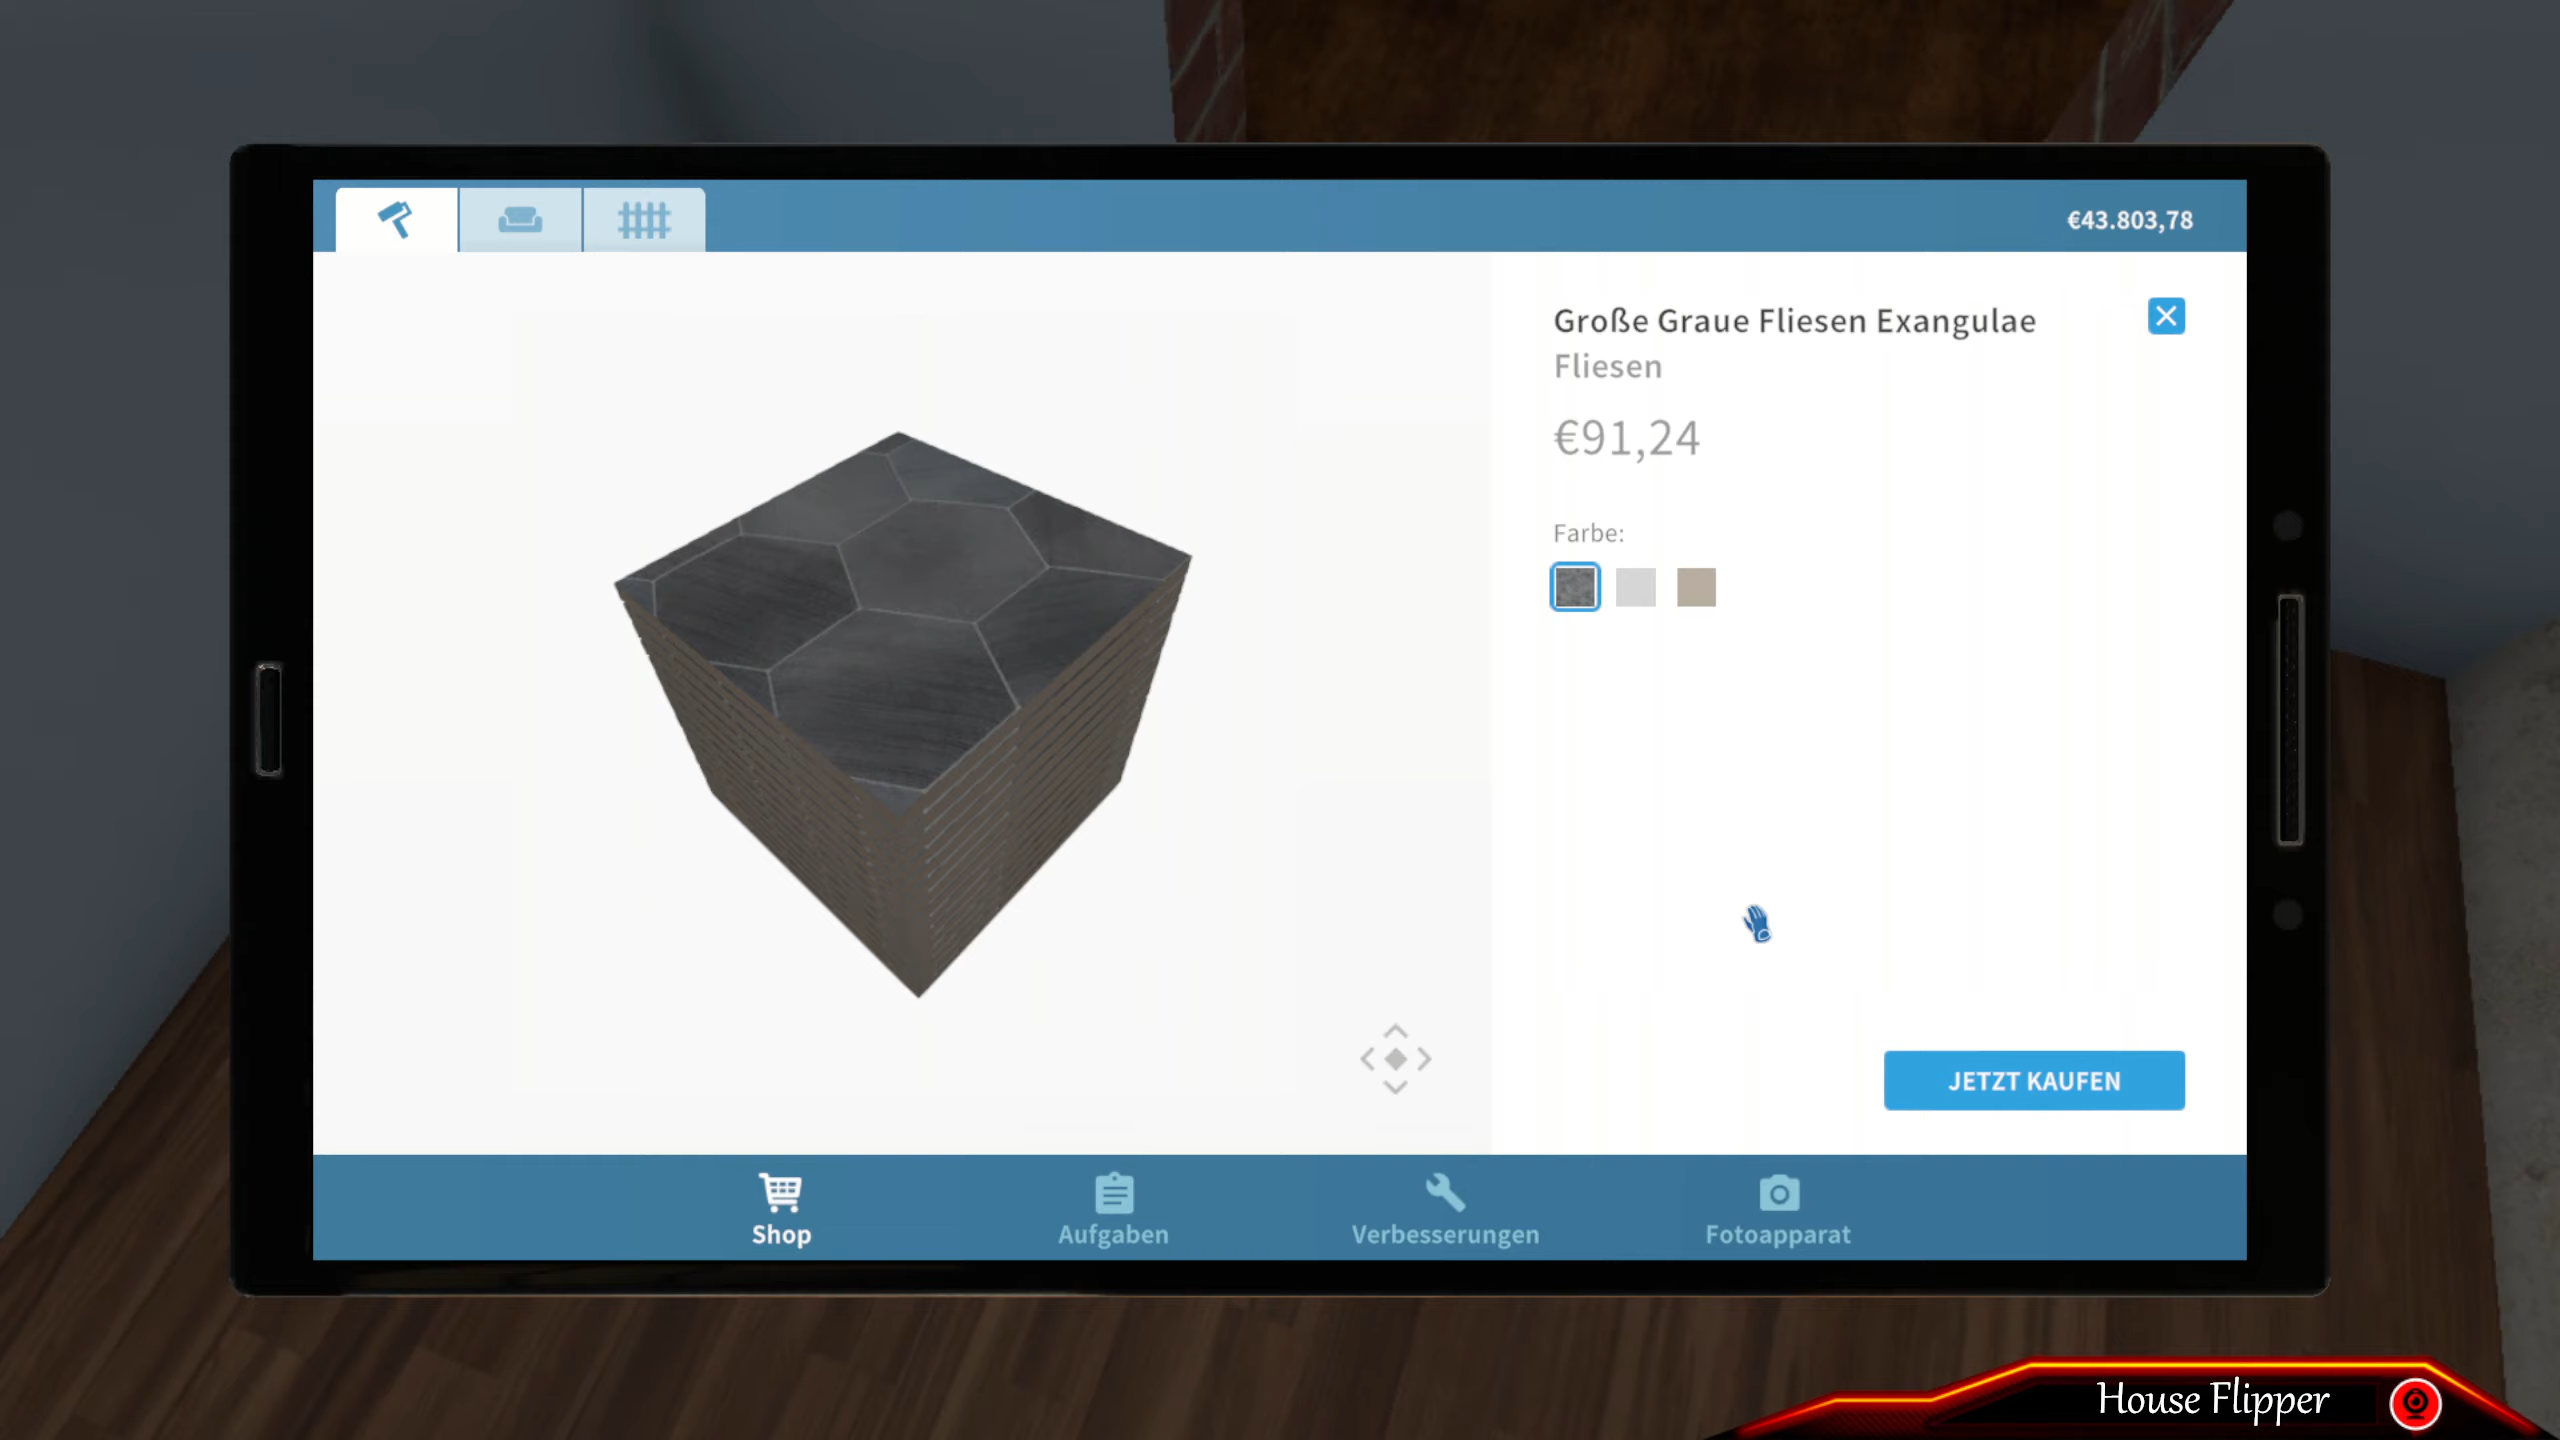 €43.803,78
Große Graue Fliesen Exangulae
Fliesen
€91,24
Farbe:
JETZT KAUFEN
Shop
Aufgaben
Verbesserungen
Fotoapparat
House Flipper